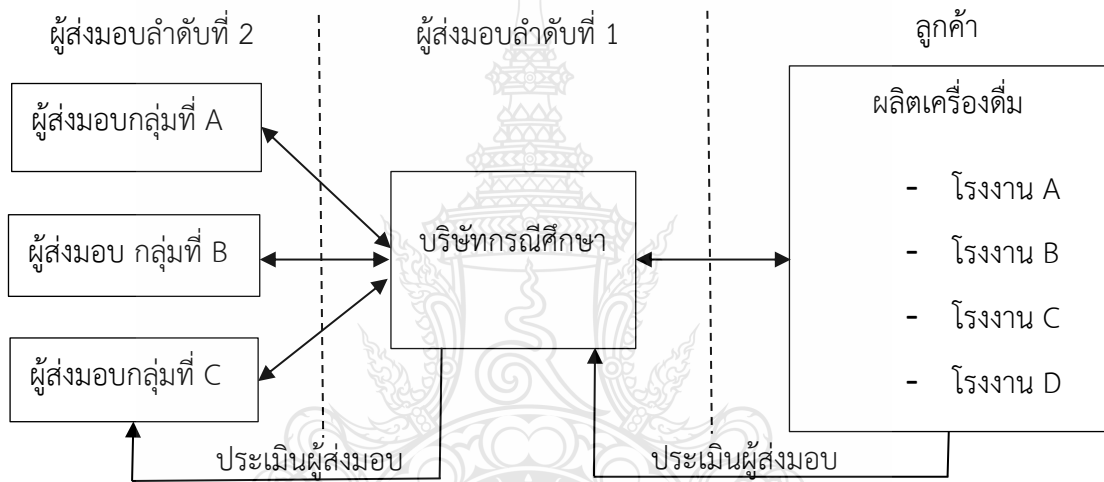 ผู้ส่งมอบลำดับที่ 2
ผู้ส่งมอบลำดับที่ 1
ลูกค้า
ผู้ส่งมอบกลุ่มที่ A
ผู้ส่งมอบ กลุ่มที่ B
ผู้ส่งมอบกลุ่มที่ C
บริษัทกรณีศึกษา
ผลิตเครื่องดื่ม
- โรงงาน A
- โรงงาน B
- โรงงาน C
- โรงงาน D
ประเมินผู้ส่งมอบ
ประเมินผู้ส่งมอบ